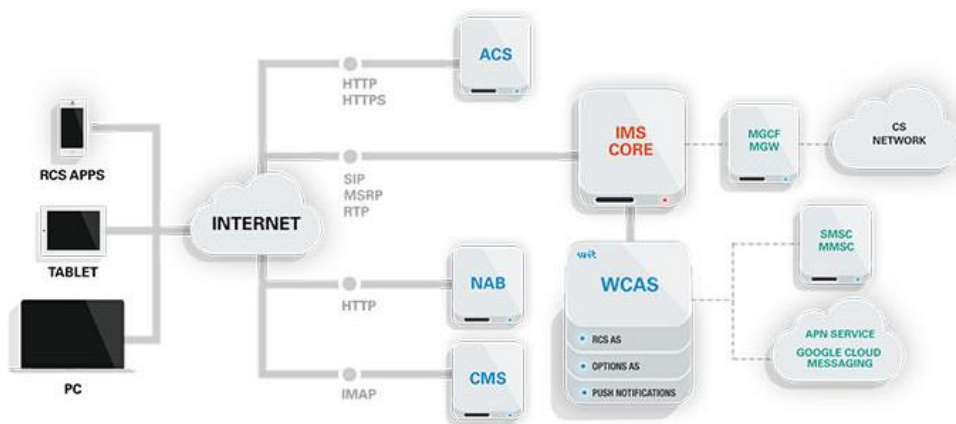 ACS
HTTP
HTTPS
RCS APPS
IMS
CORE
MGCF
MGW
CS
NETWORK
SIP
MSRP
RTP
INTERNET
TABLET
SMSC
MMSC
WCAS
NAB
HTTP
RCS AS
APN SERVICE
GOOGLE CLOUD
MESSAGING
OPTIONS AS
PC
CMS
IMAP
PUSH NOTIFICATIONS